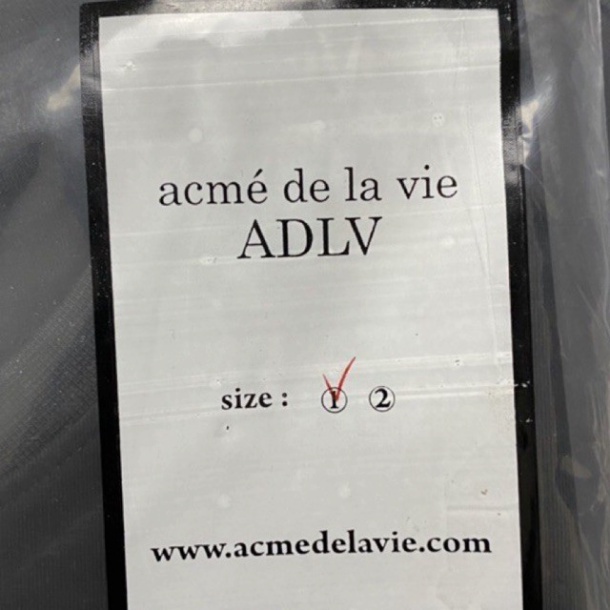 acmé de la vie
ADLV
size : ① ②
www.acmedelavie.com